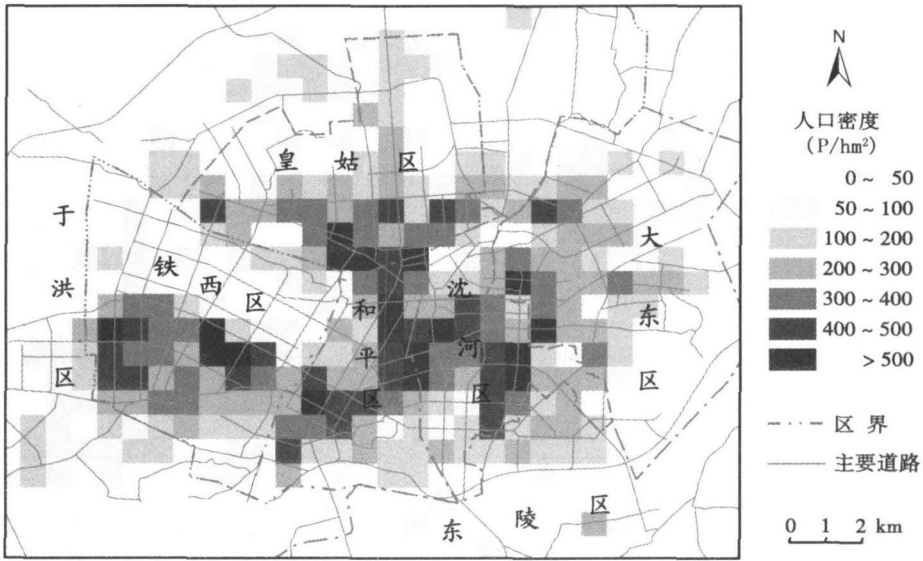 N
人口密度
(P/hm²)
0 ~ 50
50 ~ 100
100 ~ 200
200 ~ 300
300 ~ 400
400 ~ 500
> 500
区界
主要道路
0 1 2 km
皇姑区
于洪区
铁西区
和平区
沈河区
大东区
东陵区